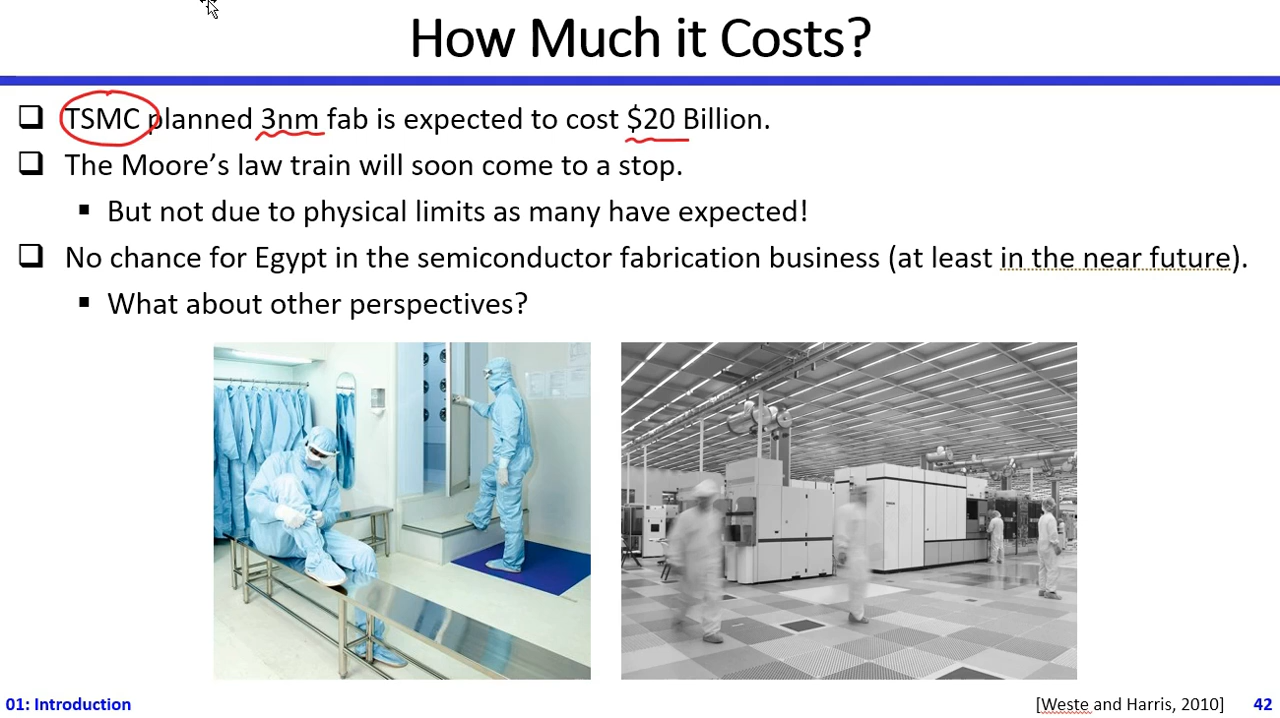 How Much it Costs?
TSMC planned 3nm fab is expected to cost $20 Billion.
The Moore’s law train will soon come to a stop.
But not due to physical limits as many have expected!
No chance for Egypt in the semiconductor fabrication business (at least in the near future).
What about other perspectives?
01: Introduction
[Weste and Harris, 2010]
42